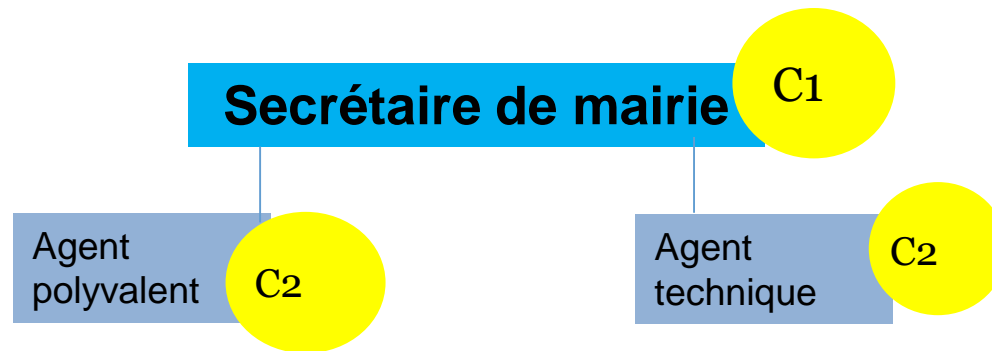 Secrétaire de mairie
C1
Agent
polyvalent
C2
Agent
technique
C2